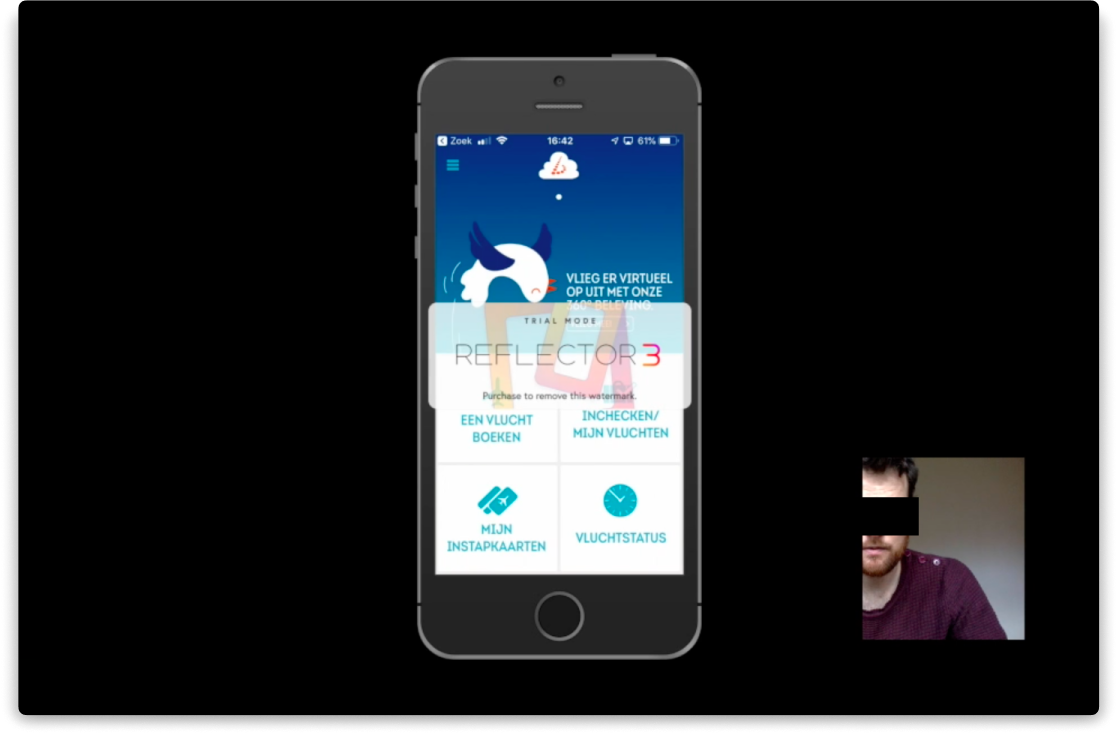 Zoek 16:42 61%
VLIEG ER VIRTUEEL
OP UIT MET ONZE
360° BELEVING.
TRIAL MODE
REFLECTOR 3
Purchase to remove this watermark.
EEN VLUCHT
BOEKEN
INCHECKEN/
MIJN VLUCHTEN
MIJN
INSTAPKAARTEN
VLUCHTSTATUS